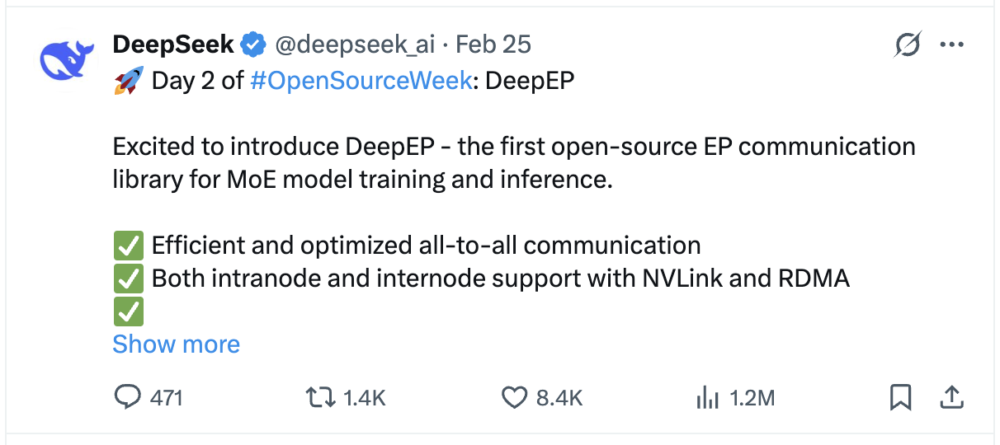 DeepSeek @deepseek_ai · Feb 25
🚀 Day 2 of #OpenSourceWeek: DeepEP
Excited to introduce DeepEP - the first open-source EP communication
library for MoE model training and inference.
✅ Efficient and optimized all-to-all communication
✅ Both intranode and internode support with NVLink and RDMA
✅
Show more
471 1.4K 8.4K 1.2M